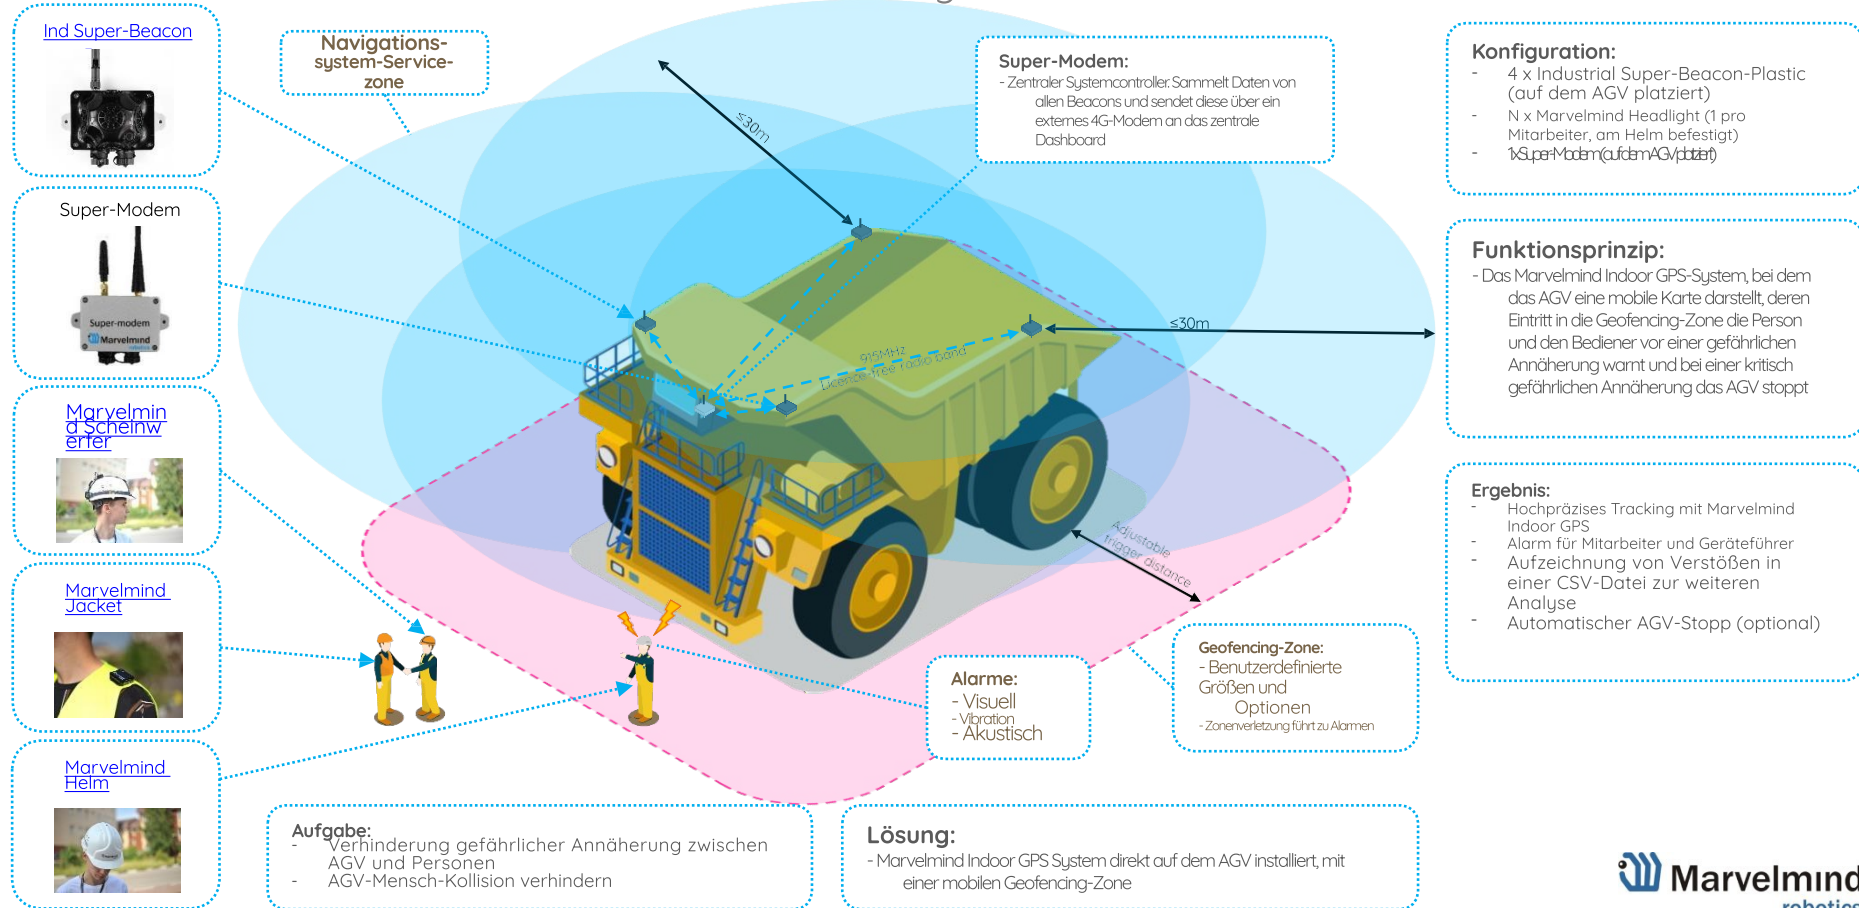 Ind Super-Beacon
Super-Modem
Super-modem
Marvelmind
robotics
Marvelmin
d Scheinw
erfer
Marvelmind
Jacket
Marvelmind
Helm
Navigations-
system-Service-
zone
Super-Modem:
- Zentraler Systemcontroller. Sammelt Daten von
allen Beacons und sendet diese über ein
externes 4G-Modem an das zentrale
Dashboard
≤30m
≤30m
915MHz
Licence-free radio band
Adjustable
trigger distance
Alarme:
- Visuell
- Vibration
- Akustisch
Geofencing-Zone:
- Benutzerdefinierte
Größen und
Optionen
- Zonenverletzung führt zu Alarmen
Aufgabe:
- Verhinderung gefährlicher Annäherung zwischen
AGV und Personen
- AGV-Mensch-Kollision verhindern
Lösung:
- Marvelmind Indoor GPS System direkt auf dem AGV installiert, mit
einer mobilen Geofencing-Zone
Konfiguration:
- 4 x Industrial Super-Beacon-Plastic
(auf dem AGV platziert)
- N x Marvelmind Headlight (1 pro
Mitarbeiter, am Helm befestigt)
- 1xSuper-Modem (auf dem AGV platziert)
Funktionsprinzip:
- Das Marvelmind Indoor GPS-System, bei dem
das AGV eine mobile Karte darstellt, deren
Eintritt in die Geofencing-Zone die Person
und den Bediener vor einer gefährlichen
Annäherung warnt und bei einer kritisch
gefährlichen Annäherung das AGV stoppt
Ergebnis:
- Hochpräzises Tracking mit Marvelmind
Indoor GPS
- Alarm für Mitarbeiter und Geräteführer
- Aufzeichnung von Verstößen in
einer CSV-Datei zur weiteren
Analyse
- Automatischer AGV-Stopp (optional)
Marvelmind
robotics